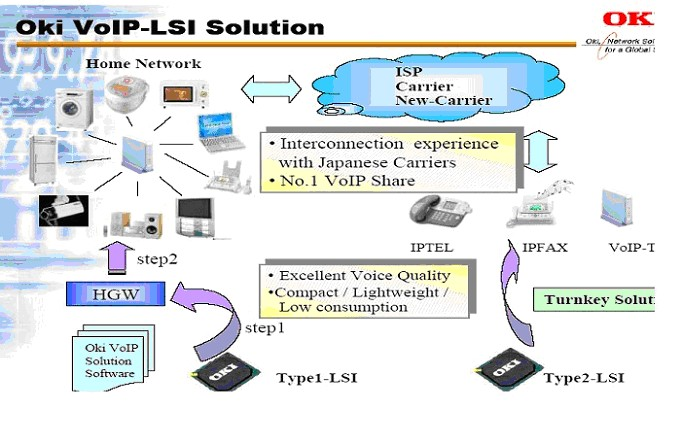 Oki VoIP-LSI Solution
OK
Oki, Network Sol
for a Global S
Home Network
ISP
Carrier
New-Carrier
• Interconnection experience
with Japanese Carriers
• No.1 VoIP Share
IPTEL
IPFAX
VoIP-T
step2
• Excellent Voice Quality
•Compact / Lightweight /
Low consumption
HGW
Turnkey Soluti
step1
Oki VoIP
Solution
Software
OKI
Type1-LSI
OKI
Type2-LSI